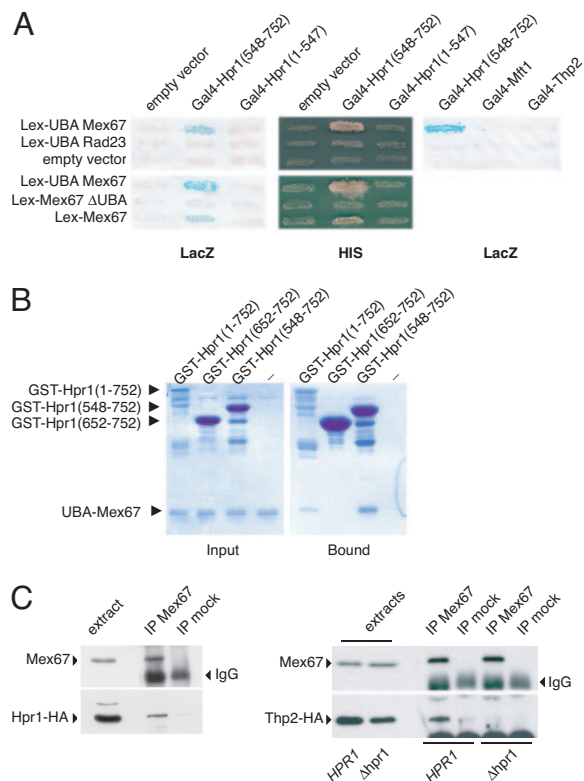 A
empty vector
Gal4-Hpr1(548-752)
Gal4-Hpr1(1-547)
empty vector
Gal4-Hpr1(548-752)
Gal4-Hpr1(1-547)
Gal4-Hpr1(548-752)
Gal4-Mft1
Gal4-Thp2
Lex-UBA Mex67
Lex-UBA Rad23
empty vector
Lex-UBA Mex67
Lex-Mex67 ΔUBA
Lex-Mex67
LacZ HIS LacZ
B
GST-Hpr1(1-752)
GST-Hpr1(652-752)
GST-Hpr1(548-752)
–
GST-Hpr1(1-752)
GST-Hpr1(652-752)
GST-Hpr1(548-752)
–
GST-Hpr1(1-752)
GST-Hpr1(548-752)
GST-Hpr1(652-752)
UBA-Mex67
Input Bound
C
extract
IP Mex67
IP mock
Mex67
IgG
Hpr1-HA
extracts
IP Mex67
IP mock
IP Mex67
IP mock
Mex67
IgG
Thp2-HA
HPR1
Δhpr1
HPR1
Δhpr1